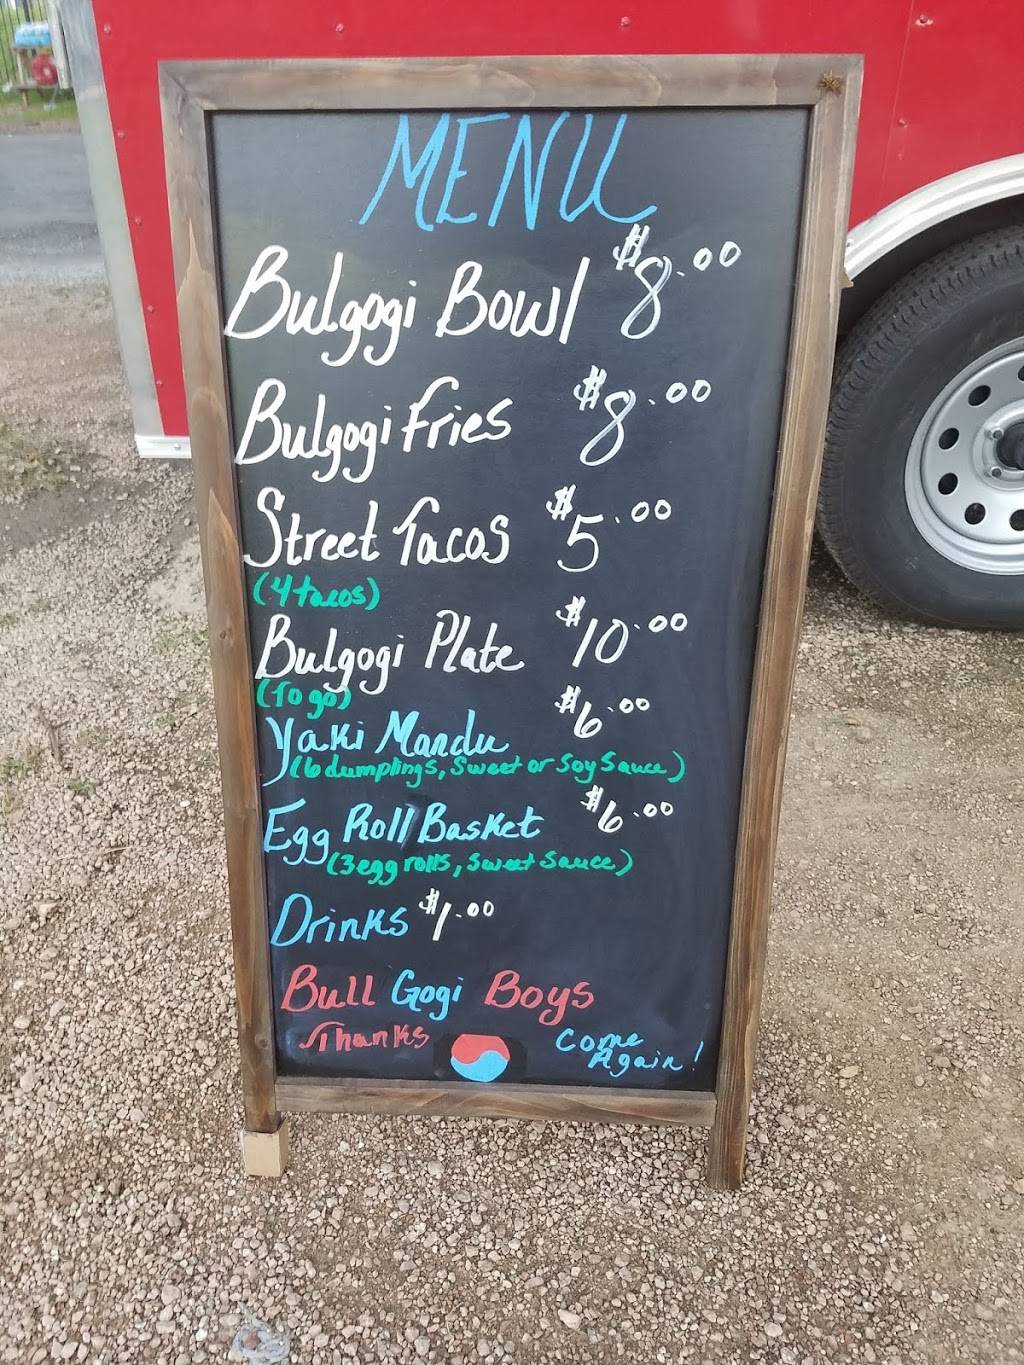 MENU
Bulgogi Bowl $8.00
Bulgogi Fries $8.00
Street Tacos $5.00
(4 tacos)
Bulgogi Plate $10.00
(To go)
Yaki Mandu $6.00
(6 dumplings, Sweet or Soy Sauce)
Egg Roll Basket $6.00
(3 egg rolls, Sweet Sauce)
Drinks $1.00
Bull Gogi Boys
Thanks Come
Again!